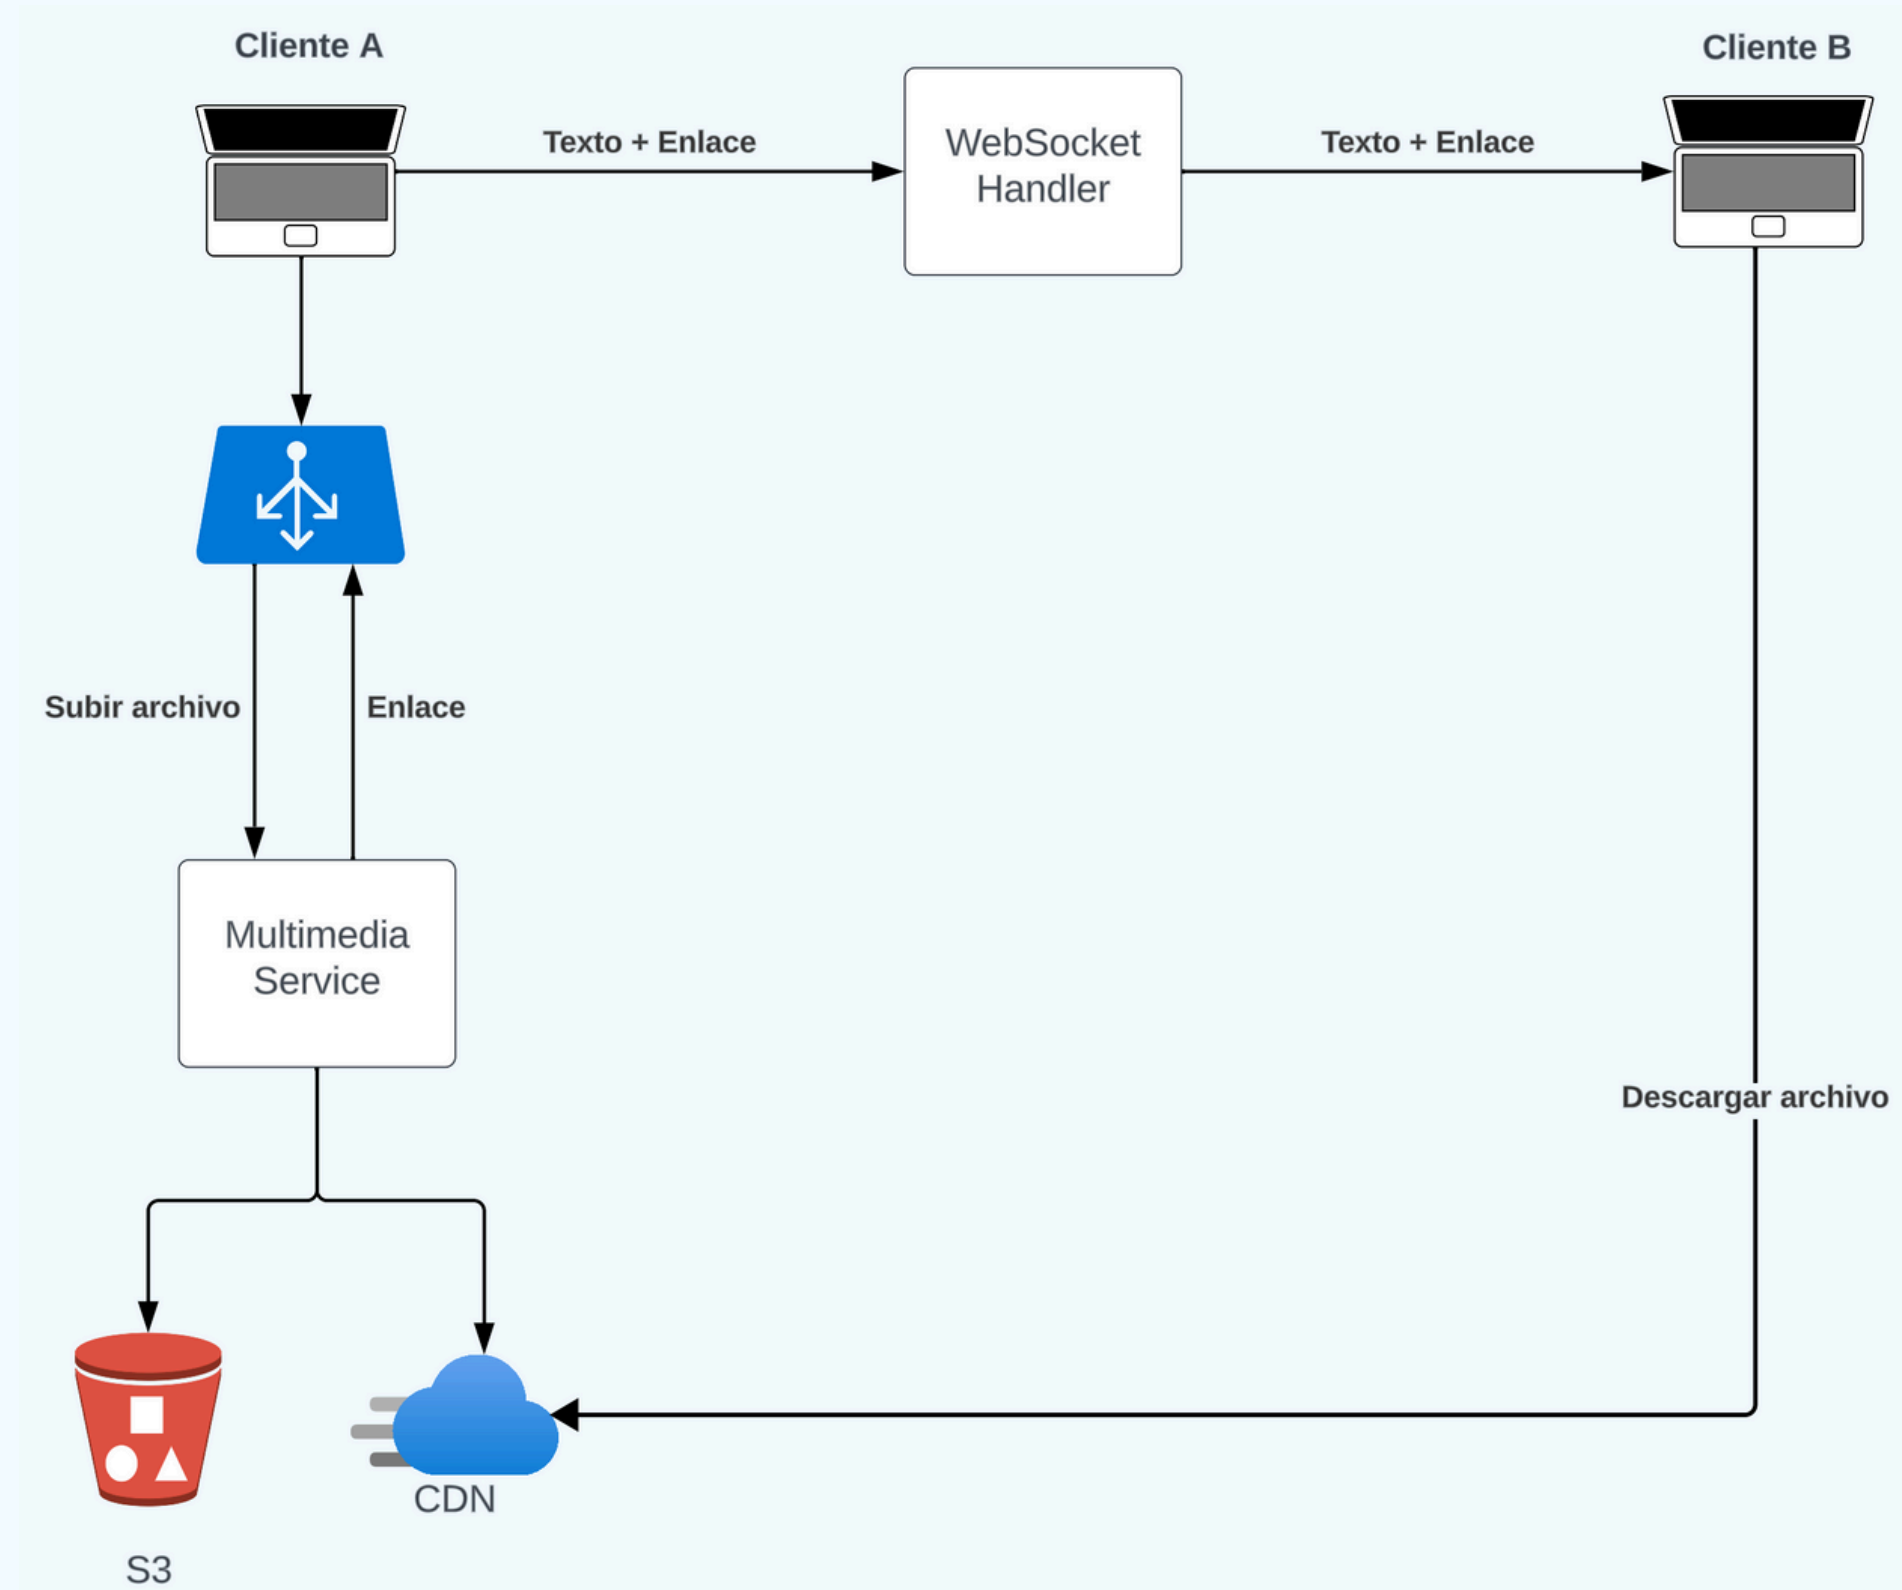 Cliente A
Cliente B
Texto + Enlace
WebSocket
Handler
Texto + Enlace
Subir archivo
Enlace
Multimedia
Service
Descargar archivo
CDN
S3